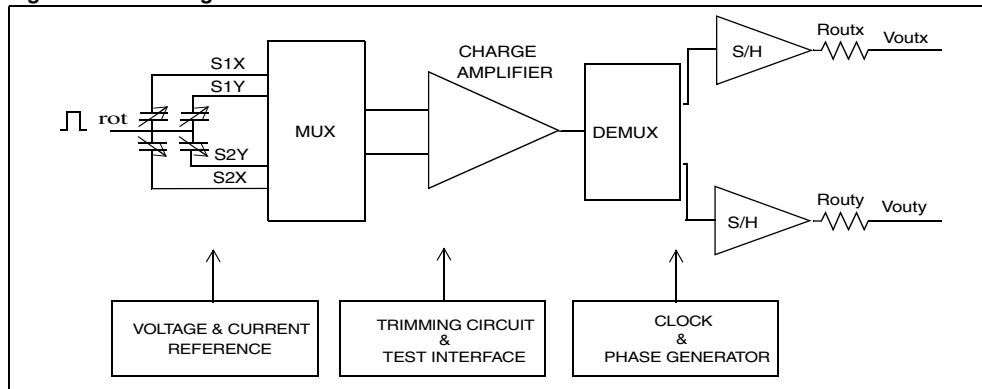 S1X
S1Y
rot
S2Y
S2X
MUX
CHARGE
AMPLIFIER
DEMUX
S/H
Routx
Voutx
S/H
Routy
Vouty
VOLTAGE & CURRENT
REFERENCE
TRIMMING CIRCUIT
&
TEST INTERFACE
CLOCK
&
PHASE GENERATOR